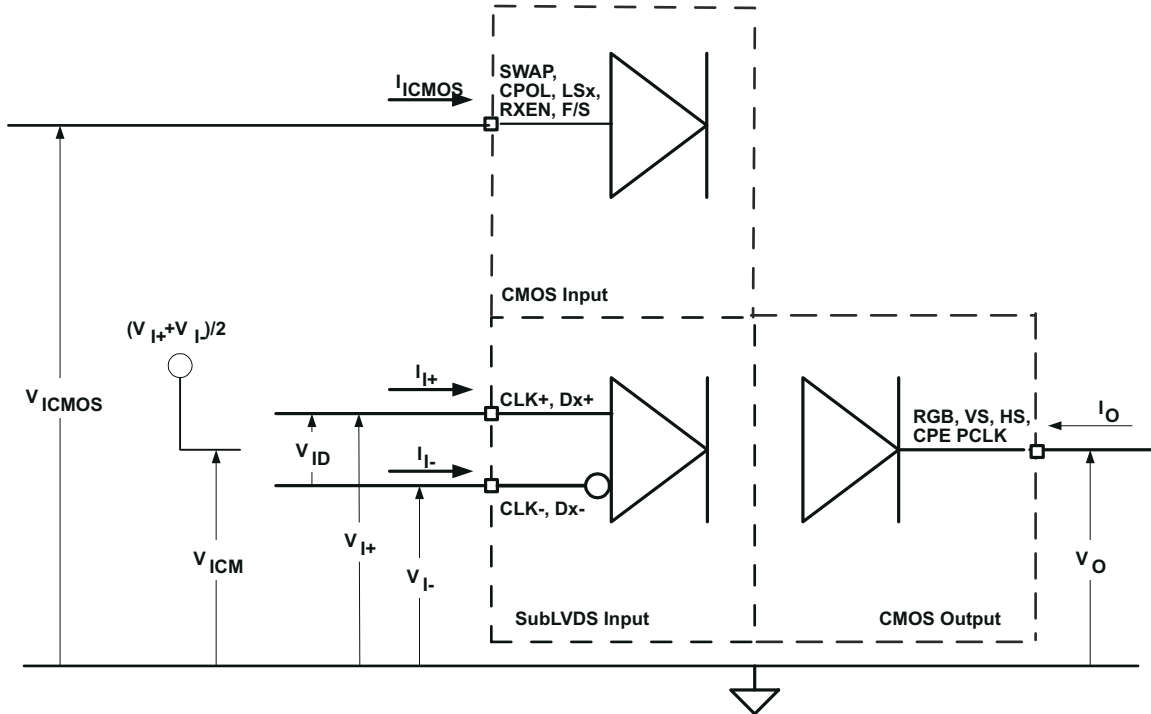 I ICMOS
SWAP,
CPOL, LSx,
RXEN, F/S
CMOS Input
(V I+ +V I-)/2
V ICMOS
I I+
CLK+, Dx+
V ID
I I-
CLK-, Dx-
RGB, VS, HS,
CPE PCLK
I O
V I+
V ICM
V I-
V O
SubLVDS Input
CMOS Output